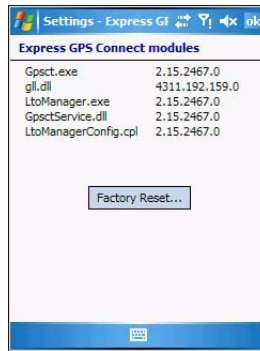 Settings - Express GF ok
Express GPS Connect modules
Gpsct.exe 2.15.2467.0
gll.dll 4311.192.159.0
LtoManager.exe 2.15.2467.0
GpsctService.dll 2.15.2467.0
LtoManagerConfig.cpl 2.15.2467.0
Factory Reset...